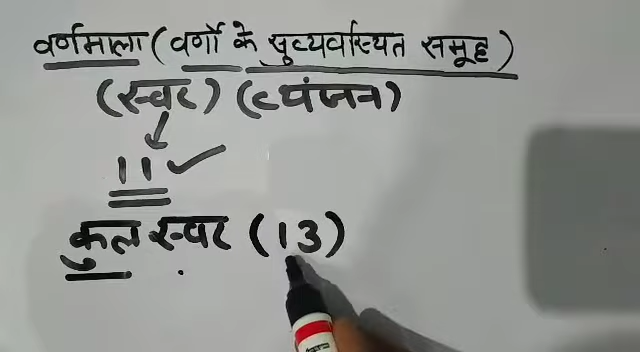 वर्णमाला (वर्णो के सुव्यवस्थित समूह)
(स्वर) (व्यंजन)
11 ✓
कुल स्वर (13)